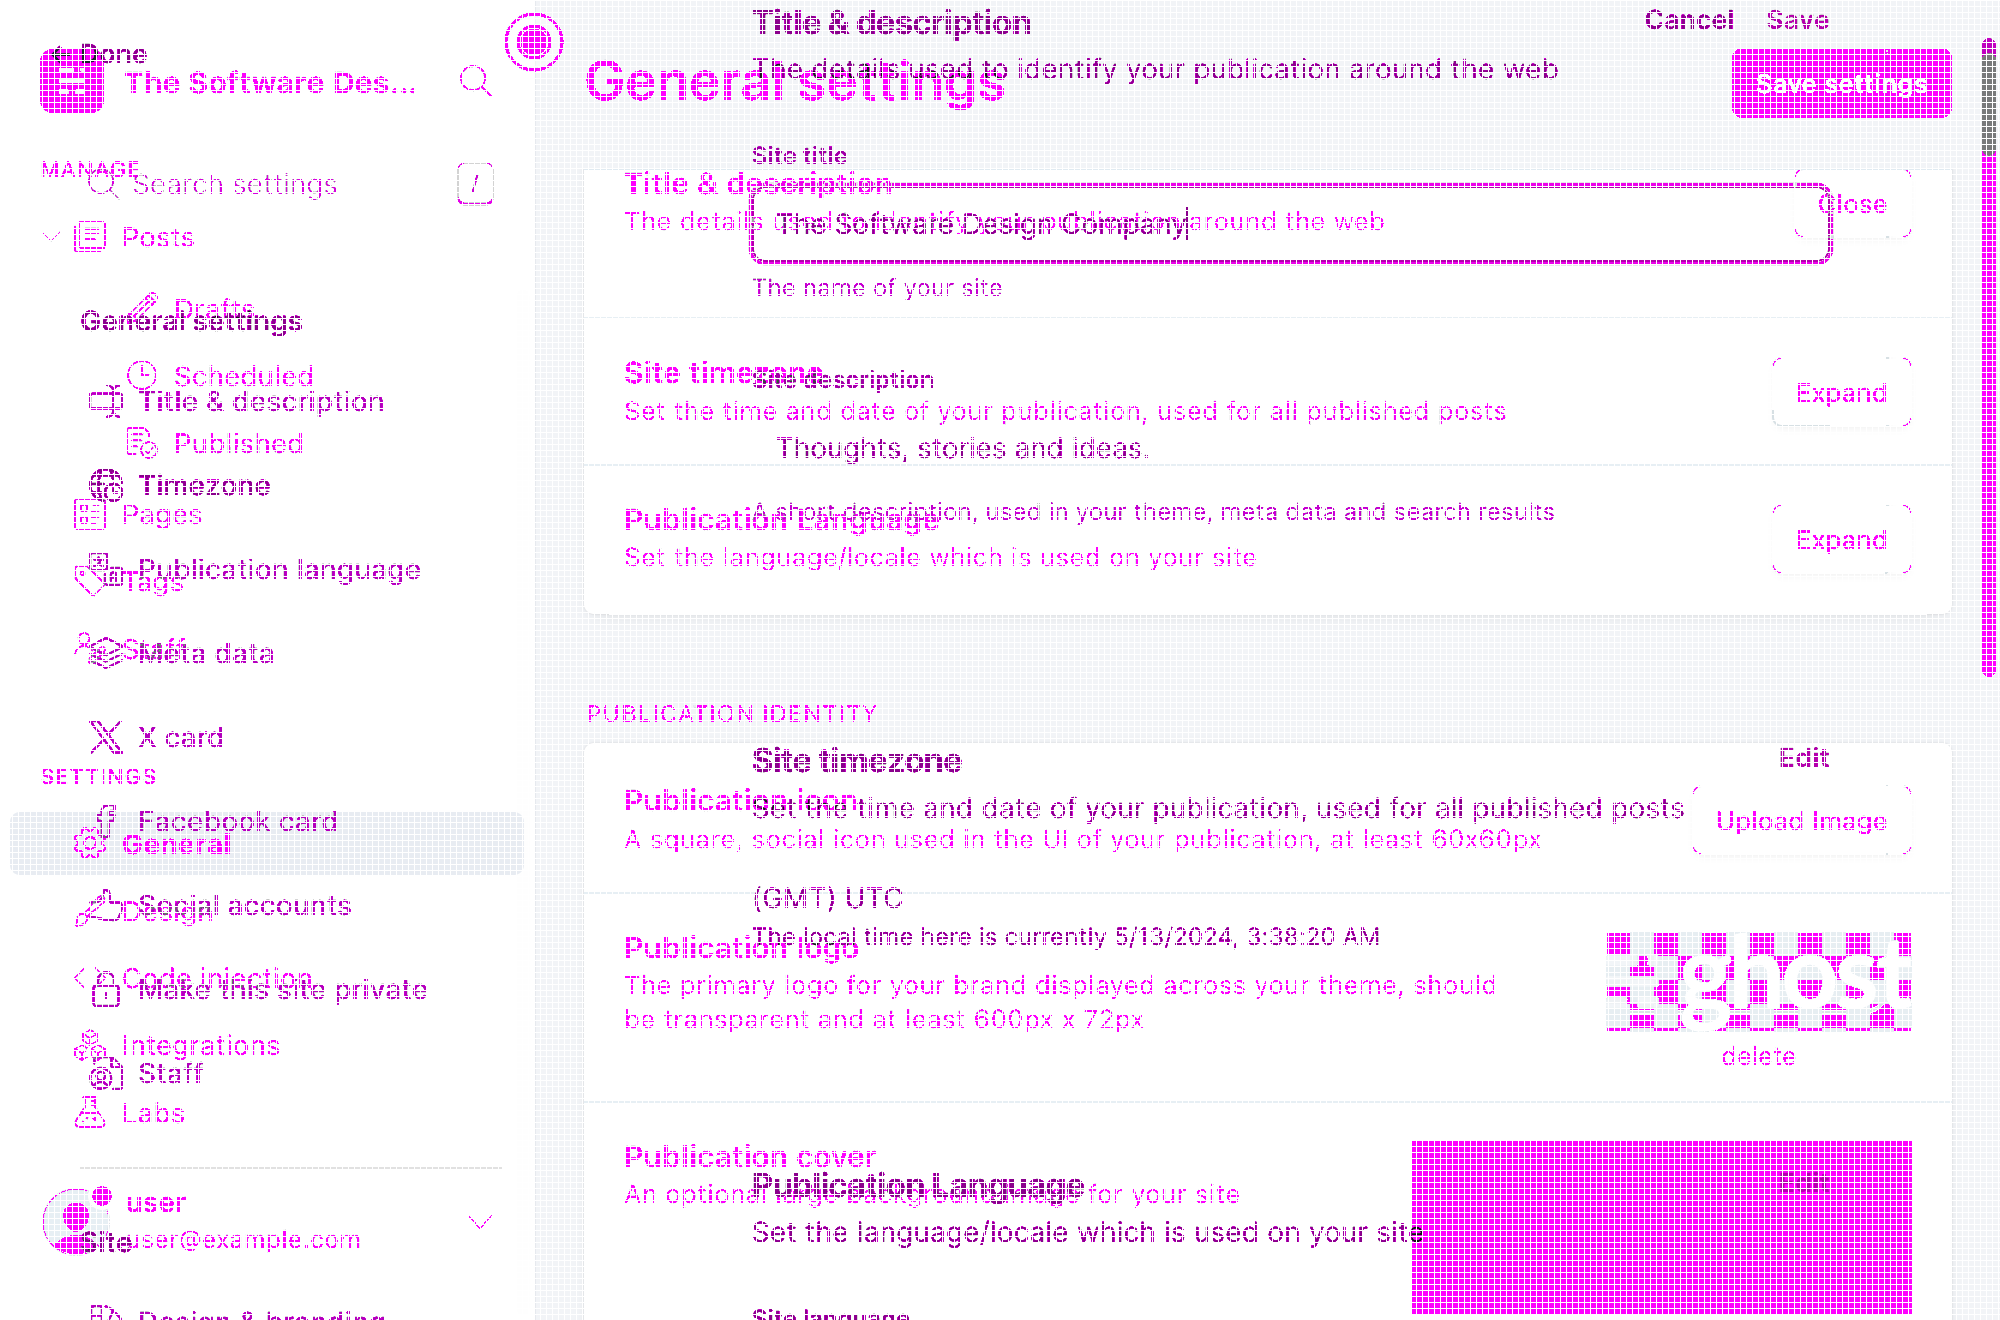 Title & description
Cancel
Save
Done
The Software Des...
The details used to identify your publication around the web
General settings
Save settings
Site title
MANAGE
Search settings
/
Title & description
Close
The details used to identify your publication around the web
The Software Design Company
Posts
The name of your site
Drafts
General settings
Scheduled
Site timezone
Site description
Expand
Title & description
Set the time and date of your publication, used for all published posts
Published
Thoughts, stories and ideas.
Timezone
Pages
Publication Language
A short description, used in your theme, meta data and search results
Expand
Set the language/locale which is used on your site
Publication language
Tags
Staff
Meta data
PUBLICATION IDENTITY
X card
Site timezone
Edit
SETTINGS
Publication icon
Set the time and date of your publication, used for all published posts
Facebook card
Upload Image
General
A square, social icon used in the UI of your publication, at least 60x60px
(GMT) UTC
Social accounts
Design
The local time here is currently 5/13/2024, 3:38:20 AM
Publication logo
ghost
Code injection
Make this site private
The primary logo for your brand displayed across your theme, should
be transparent and at least 600px x 72px
Integrations
delete
Staff
Labs
Publication cover
Publication Language
Edit
An optional large background image for your site
user
Set the language/locale which is used on your site
Site
user@example.com
Site language
Design & branding